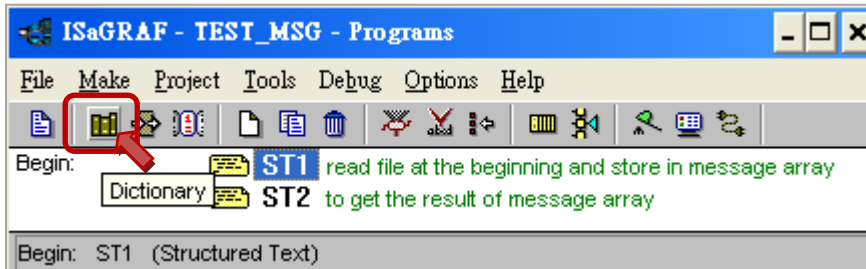 ISaGRAF - TEST_MSG - Programs
File Make Project Tools Debug Options Help
Begin: ST1 read file at the beginning and store in message array
Dictionary ST2 to get the result of message array
Begin: ST1 (Structured Text)